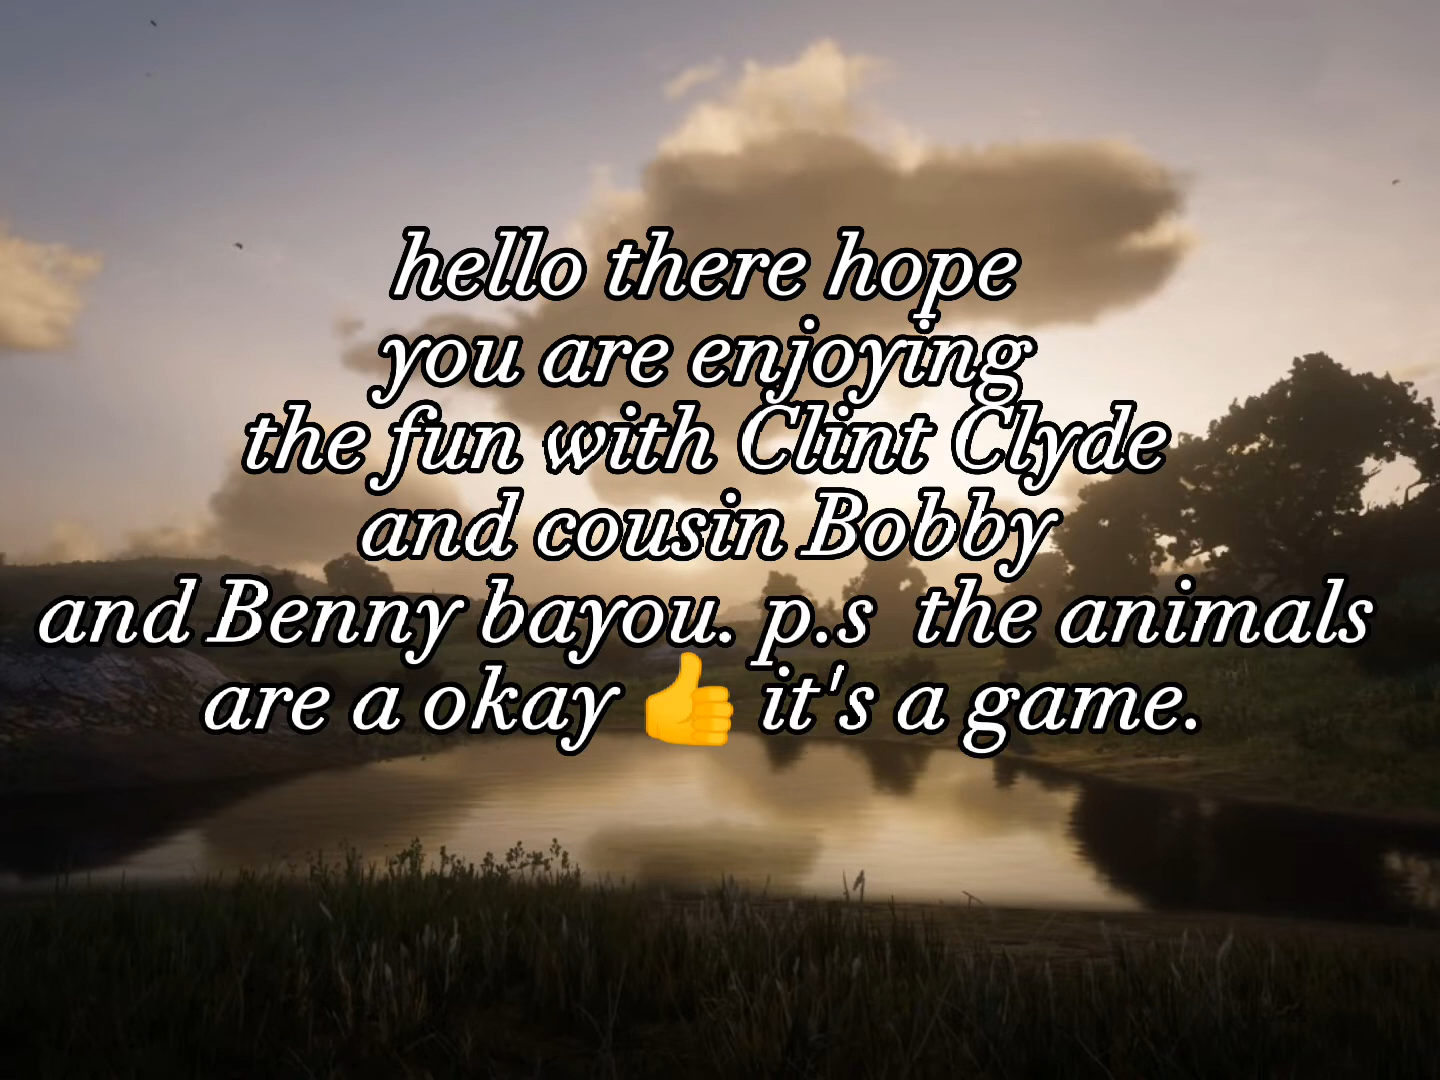 hello there hope
you are enjoying
the fun with Clint Clyde
and cousin Bobby
and Benny bayou. p.s  the animals
are a okay 👍 it's a game.